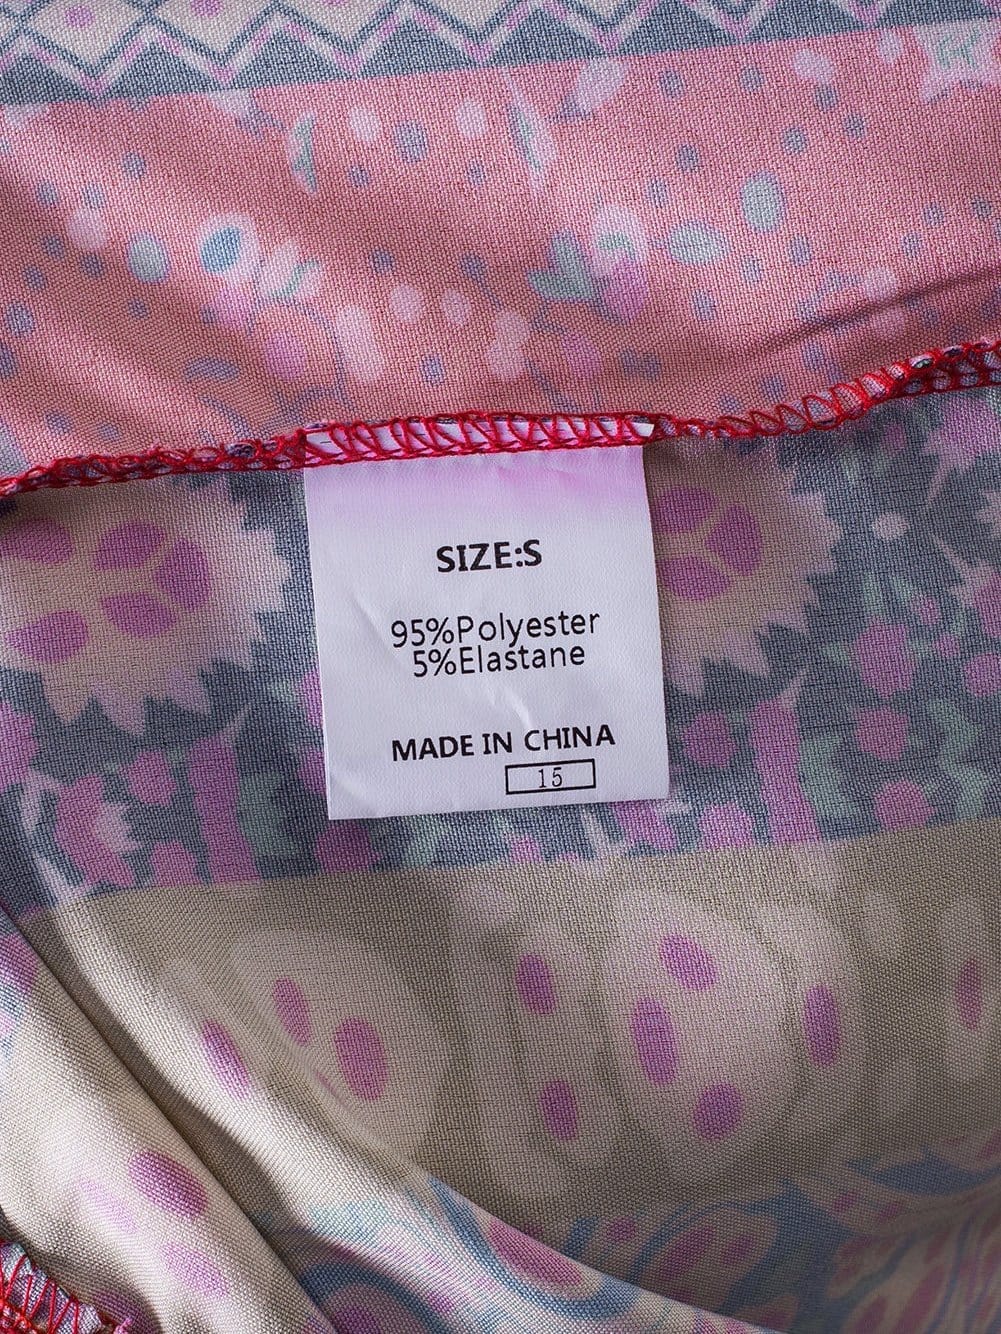 SIZE:S
95%Polyester
5%Elastane
MADE IN CHINA
15